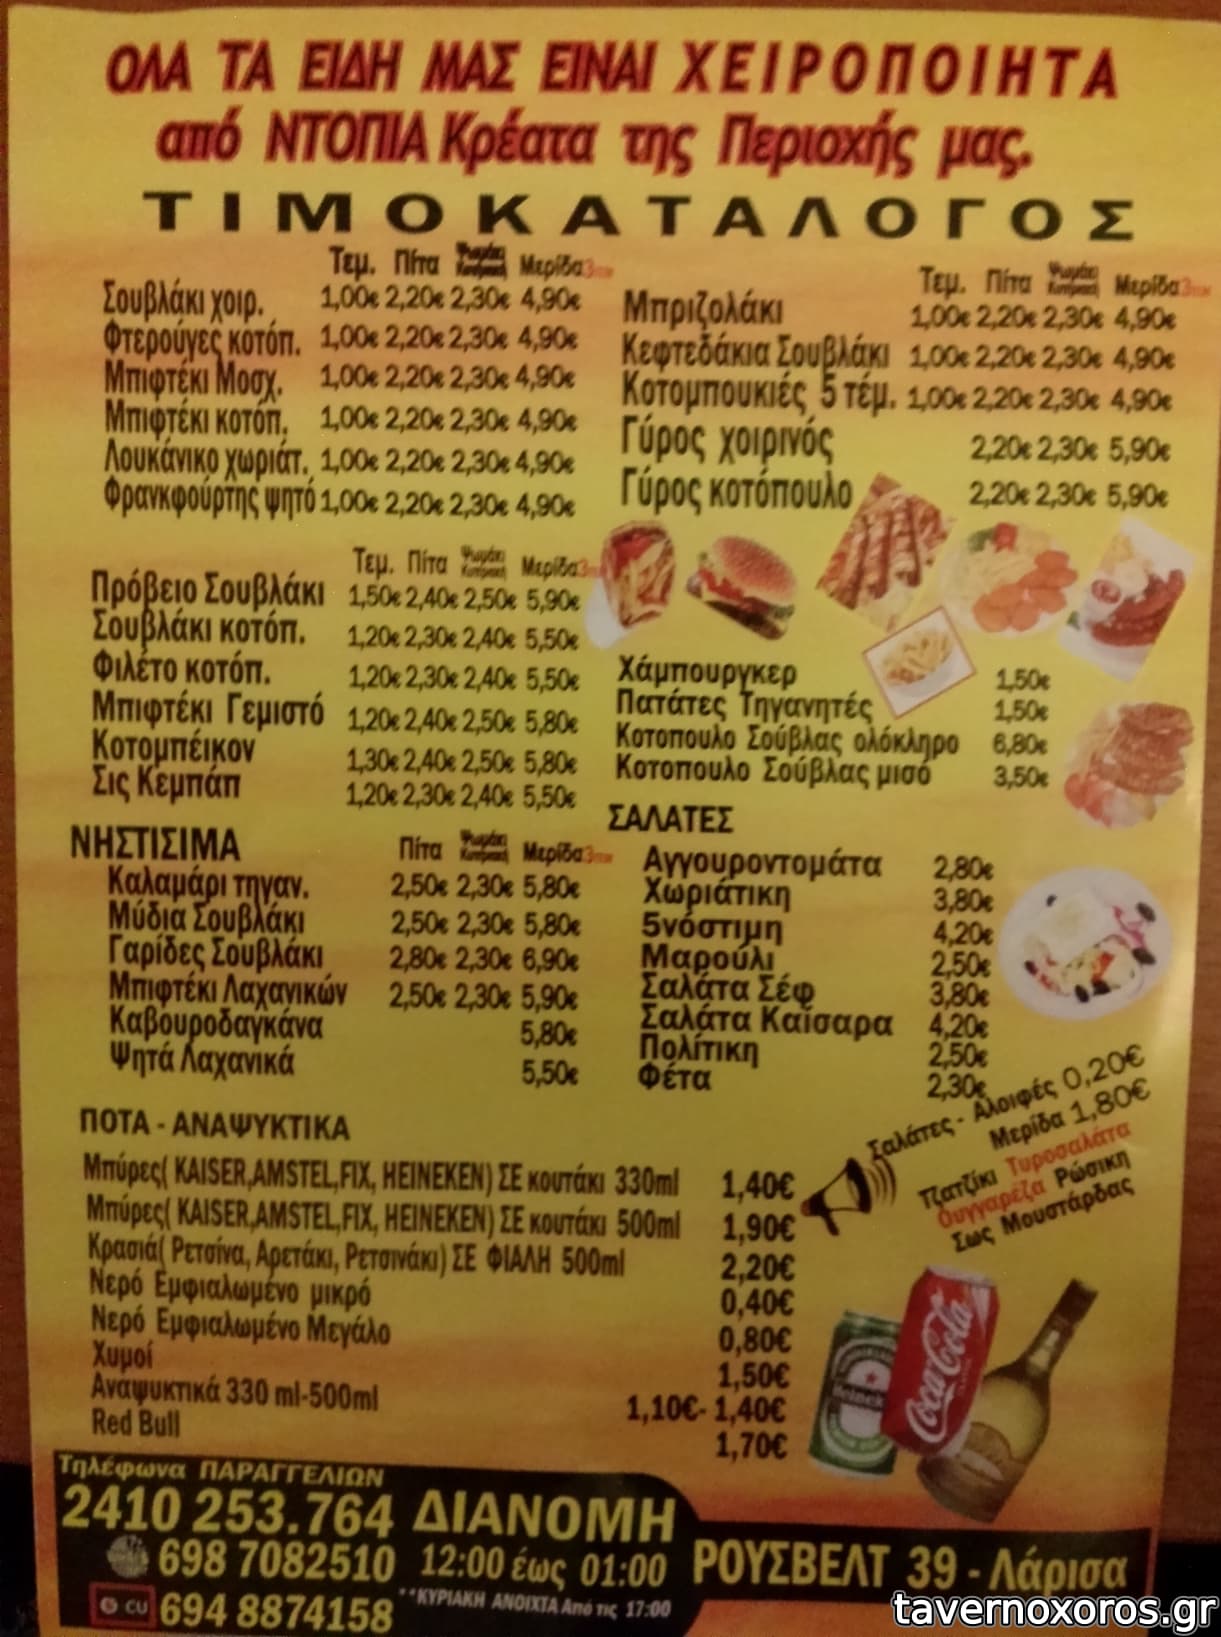 ΟΛΑ ΤΑ ΕΙΔΗ ΜΑΣ ΕΙΝΑΙ ΧΕΙΡΟΠΟΙΗΤΑ
από ΝΤΟΠΙΑ Κρέατα της Περιοχής μας.
ΤΙΜΟΚΑΤΑΛΟΓΟΣ
Τεμ. Πίτα Ψωμάκι Μερίδα
Σουβλάκι χοιρ. 1,00€ 2,20€ 2,30€ 4,90€
Φτερούγες κοτόπ. 1,00€ 2,20€ 2,30€ 4,90€
Μπιφτέκι Μοσχ. 1,00€ 2,20€ 2,30€ 4,90€
Μπιφτέκι κοτόπ. 1,00€ 2,20€ 2,30€ 4,90€
Λουκάνικο χωριάτ. 1,00€ 2,20€ 2,30€ 4,90€
Φρανκφούρτης ψητό 1,00€ 2,20€ 2,30€ 4,90€
Τεμ. Πίτα Ψωμάκι Μερίδα
Μπριζολάκι 1,00€ 2,20€ 2,30€ 4,90€
Κεφτεδάκια Σουβλάκι 1,00€ 2,20€ 2,30€ 4,90€
Κοτομπουκιές 5 τέμ. 1,00€ 2,20€ 2,30€ 4,90€
Γύρος χοιρινός 2,20€ 2,30€ 5,90€
Γύρος κοτόπουλο 2,20€ 2,30€ 5,90€
Τεμ. Πίτα Ψωμάκι Μερίδα
Πρόβειο Σουβλάκι 1,50€ 2,40€ 2,50€ 5,90€
Σουβλάκι κοτόπ. 1,20€ 2,30€ 2,40€ 5,50€
Φιλέτο κοτόπ. 1,20€ 2,30€ 2,40€ 5,50€
Μπιφτέκι Γεμιστό 1,20€ 2,40€ 2,50€ 5,80€
Κοτομπέικον 1,30€ 2,40€ 2,50€ 5,80€
Σις Κεμπάπ 1,20€ 2,30€ 2,40€ 5,50€
Χάμπουργκερ 1,50€
Πατάτες Τηγανητές 1,50€
Κοτοπουλο Σούβλας ολόκληρο 6,80€
Κοτοπουλο Σούβλας μισό 3,50€
ΝΗΣΤΙΣΙΜΑ Πίτα Ψωμάκι Μερίδα
Καλαμάρι τηγαν. 2,50€ 2,30€ 5,80€
Μύδια Σουβλάκι 2,50€ 2,30€ 5,80€
Γαρίδες Σουβλάκι 2,80€ 2,30€ 6,90€
Μπιφτέκι Λαχανικών 2,50€ 2,30€ 5,90€
Καβουροδαγκάνα 5,80€
Ψητά Λαχανικά 5,50€
ΣΑΛΑΤΕΣ
Αγγουροντομάτα 2,80€
Χωριάτικη 3,80€
5νόστιμη 4,20€
Μαρούλι 2,50€
Σαλάτα Σέφ 3,80€
Σαλάτα Καίσαρα 4,20€
Πολίτικη 2,50€
Φέτα 2,30€
Σαλάτες - Αλοιφές 0,20€
Μερίδα 1,80€
Τζατζίκι Τυροσαλάτα
Ουγγαρέζα Ρώσικη
Σως Μουστάρδας
ΠΟΤΑ - ΑΝΑΨΥΚΤΙΚΑ
Μπύρες( KAISER,AMSTEL,FIX, HEINEKEN) ΣΕ κουτάκι 330ml 1,40€
Μπύρες( KAISER,AMSTEL,FIX, HEINEKEN) ΣΕ κουτάκι 500ml 1,90€
Κρασιά( Ρετσίνα, Αρετάκι, Ρετσινάκι) ΣΕ ΦΙΑΛΗ 500ml 2,20€
Νερό Εμφιαλωμένο μικρό 0,40€
Νερό Εμφιαλωμένο Μεγάλο 0,80€
Χυμοί 1,50€
Αναψυκτικά 330 ml-500ml 1,10€- 1,40€
Red Bull 1,70€
Coca-Cola
Τηλέφωνα ΠΑΡΑΓΓΕΛΙΩΝ
2410 253.764 ΔΙΑΝΟΜΗ
698 7082510 12:00 έως 01:00
CU 694 8874158 **ΚΥΡΙΑΚΗ ΑΝΟΙΧΤΑ Από τις 17:00
ΡΟΥΣΒΕΛΤ 39 - Λάρισα
tavernoxoros.gr